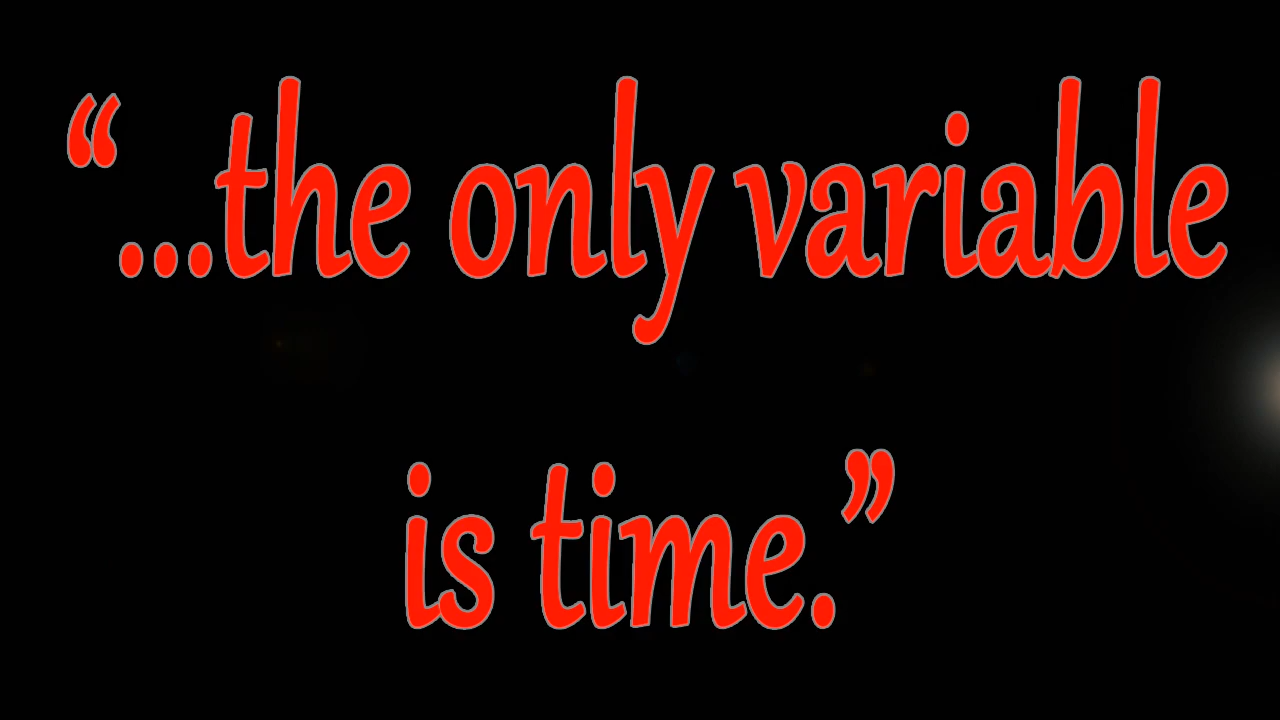 “...the only variable
is time.”